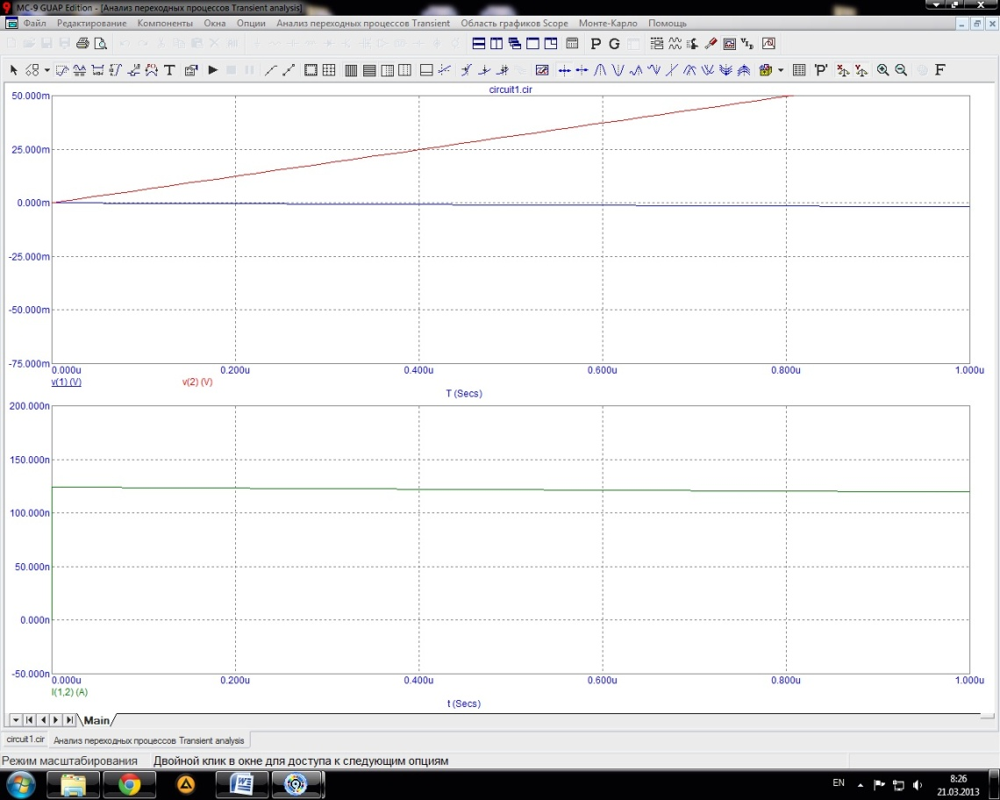 MC-9 GUAP Edition - [Анализ переходных процессов Transient analysis]
Файл Редактирование Компоненты Окна Опции Анализ переходных процессов Transient Область графиков Scope Монте-Карло Помощь
circuit1.cir
50.000m
25.000m
0.000m
-25.000m
-50.000m
-75.000m
0.000u 0.200u 0.400u 0.600u 0.800u 1.000u
v(1) (V) v(2) (V)
T (Secs)
200.000n
150.000n
100.000n
50.000n
0.000n
-50.000n
0.000u 0.200u 0.400u 0.600u 0.800u 1.000u
I(1,2) (A)
t (Secs)
Main
circuit1.cir Анализ переходных процессов Transient analysis
Режим масштабирования Двойной клик в окне для доступа к следующим опциям
EN 8:26
21.03.2013